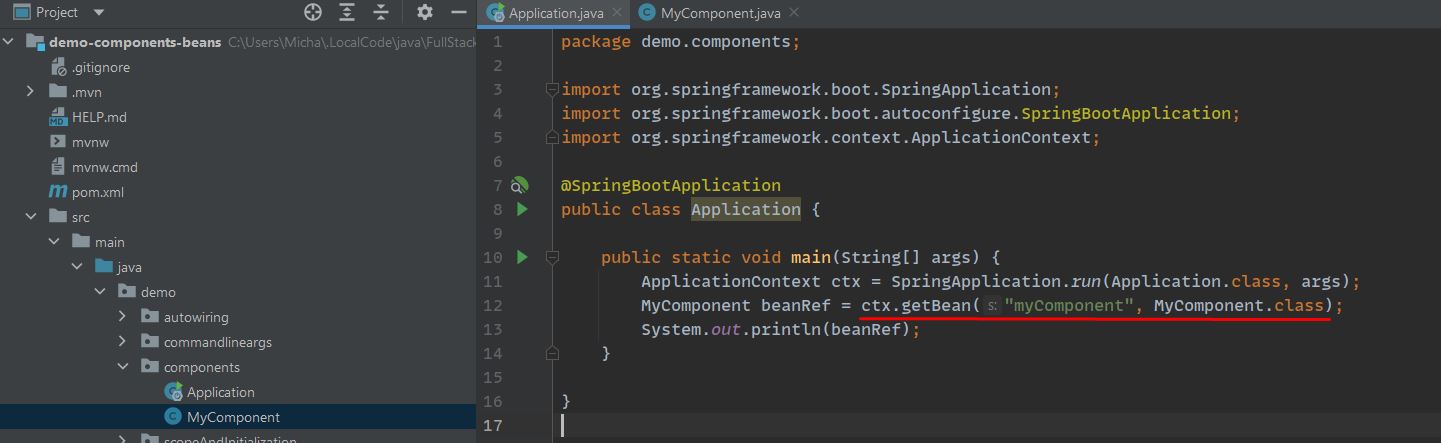 Project
demo-components-beans C:\Users\Micha\.LocalCode\java\FullStack
.gitignore
.mvn
HELP.md
mvnw
mvnw.cmd
pom.xml
src
main
java
demo
autowiring
commandlineargs
components
Application
MyComponent
scopeAndInitialization
Application.java MyComponent.java
1 package demo.components;
2
3 import org.springframework.boot.SpringApplication;
4 import org.springframework.boot.autoconfigure.SpringBootApplication;
5 import org.springframework.context.ApplicationContext;
6
7 @SpringBootApplication
8 public class Application {
9
10 public static void main(String[] args) {
11 ApplicationContext ctx = SpringApplication.run(Application.class, args);
12 MyComponent beanRef = ctx.getBean( s: "myComponent", MyComponent.class);
13 System.out.println(beanRef);
14 }
15
16 }
17